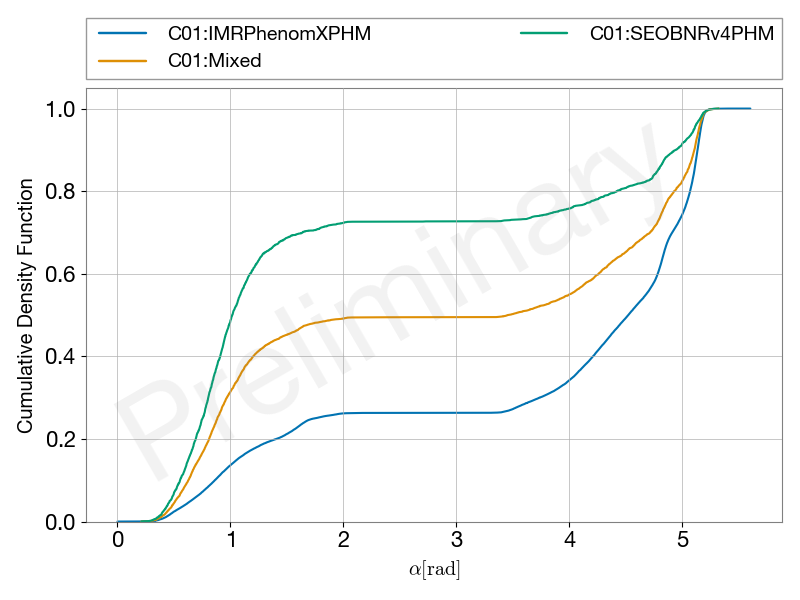 C01:IMRPhenomXPHM
C01:Mixed
C01:SEOBNRv4PHM
1.0
0.8
0.6
0.4
0.2
0.0
Cumulative Density Function
Preliminary
0 1 2 3 4 5
α[rad]